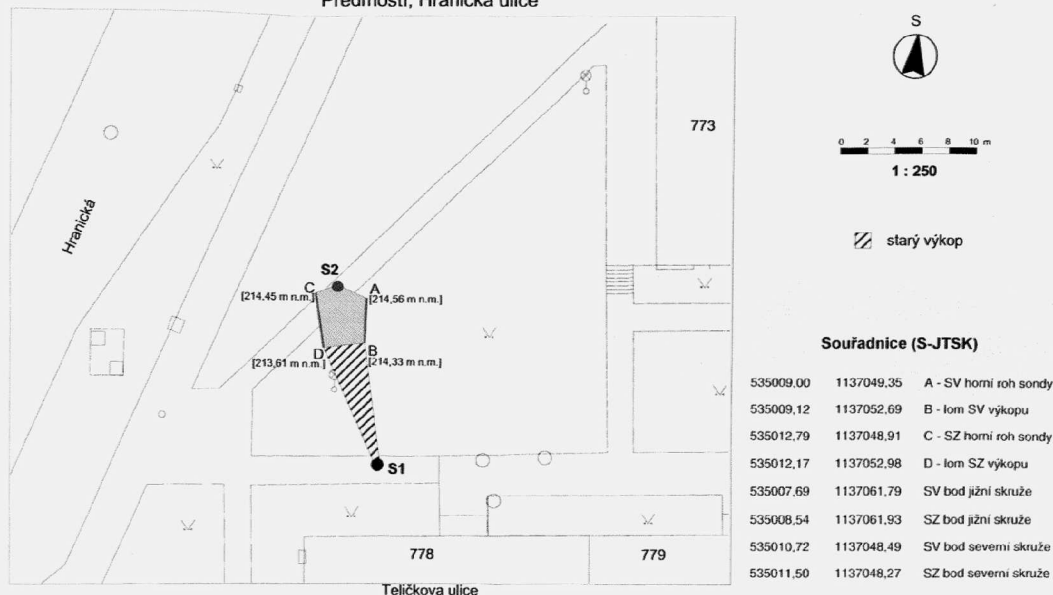 Předmostí, Hranická ulice
S
773
0 2 4 6 8 10 m
1 : 250
Hranická
starý výkop
S2
C
A
[214,45 m n.m.]
[214,56 m n.m.]
D
B
[213,61 m n.m.]
[214,33 m n.m.]
S1
778
779
Teličkova ulice
Souřadnice (S-JTSK)
535009,00 1137049,35 A - SV horní roh sondy
535009,12 1137052,69 B - lom SV výkopu
535012,79 1137048,91 C - SZ horní roh sondy
535012,17 1137052,98 D - lom SZ výkopu
535007,69 1137061,79 SV bod jižní skruže
535008,54 1137061,93 SZ bod jižní skruže
535010,72 1137048,49 SV bod severní skruže
535011,50 1137048,27 SZ bod severní skruže